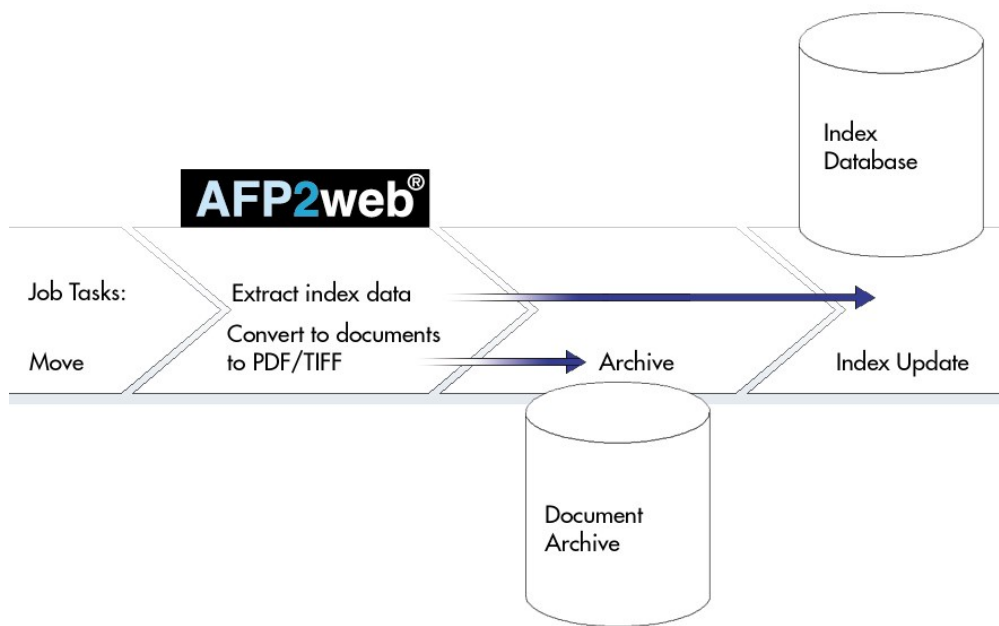 Index
Database
AFP2web®
Job Tasks:
Extract index data
Convert to documents
to PDF/TIFF
Move
Archive
Index Update
Document
Archive